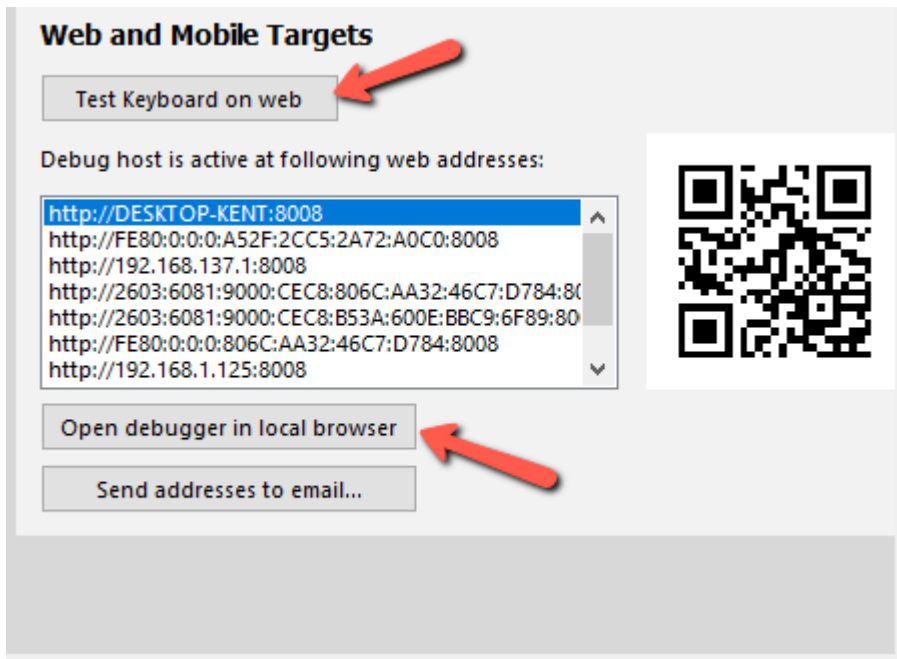 Web and Mobile Targets
Test Keyboard on web
Debug host is active at following web addresses:
http://DESKTOP-KENT:8008
http://FE80:0:0:0:A52F:2CC5:2A72:A0C0:8008
http://192.168.137.1:8008
http://2603:6081:9000:CEC8:806C:AA32:46C7:D784:80
http://2603:6081:9000:CEC8:B53A:600E:BBC9:6F89:80
http://FE80:0:0:0:806C:AA32:46C7:D784:8008
http://192.168.1.125:8008
Open debugger in local browser
Send addresses to email...